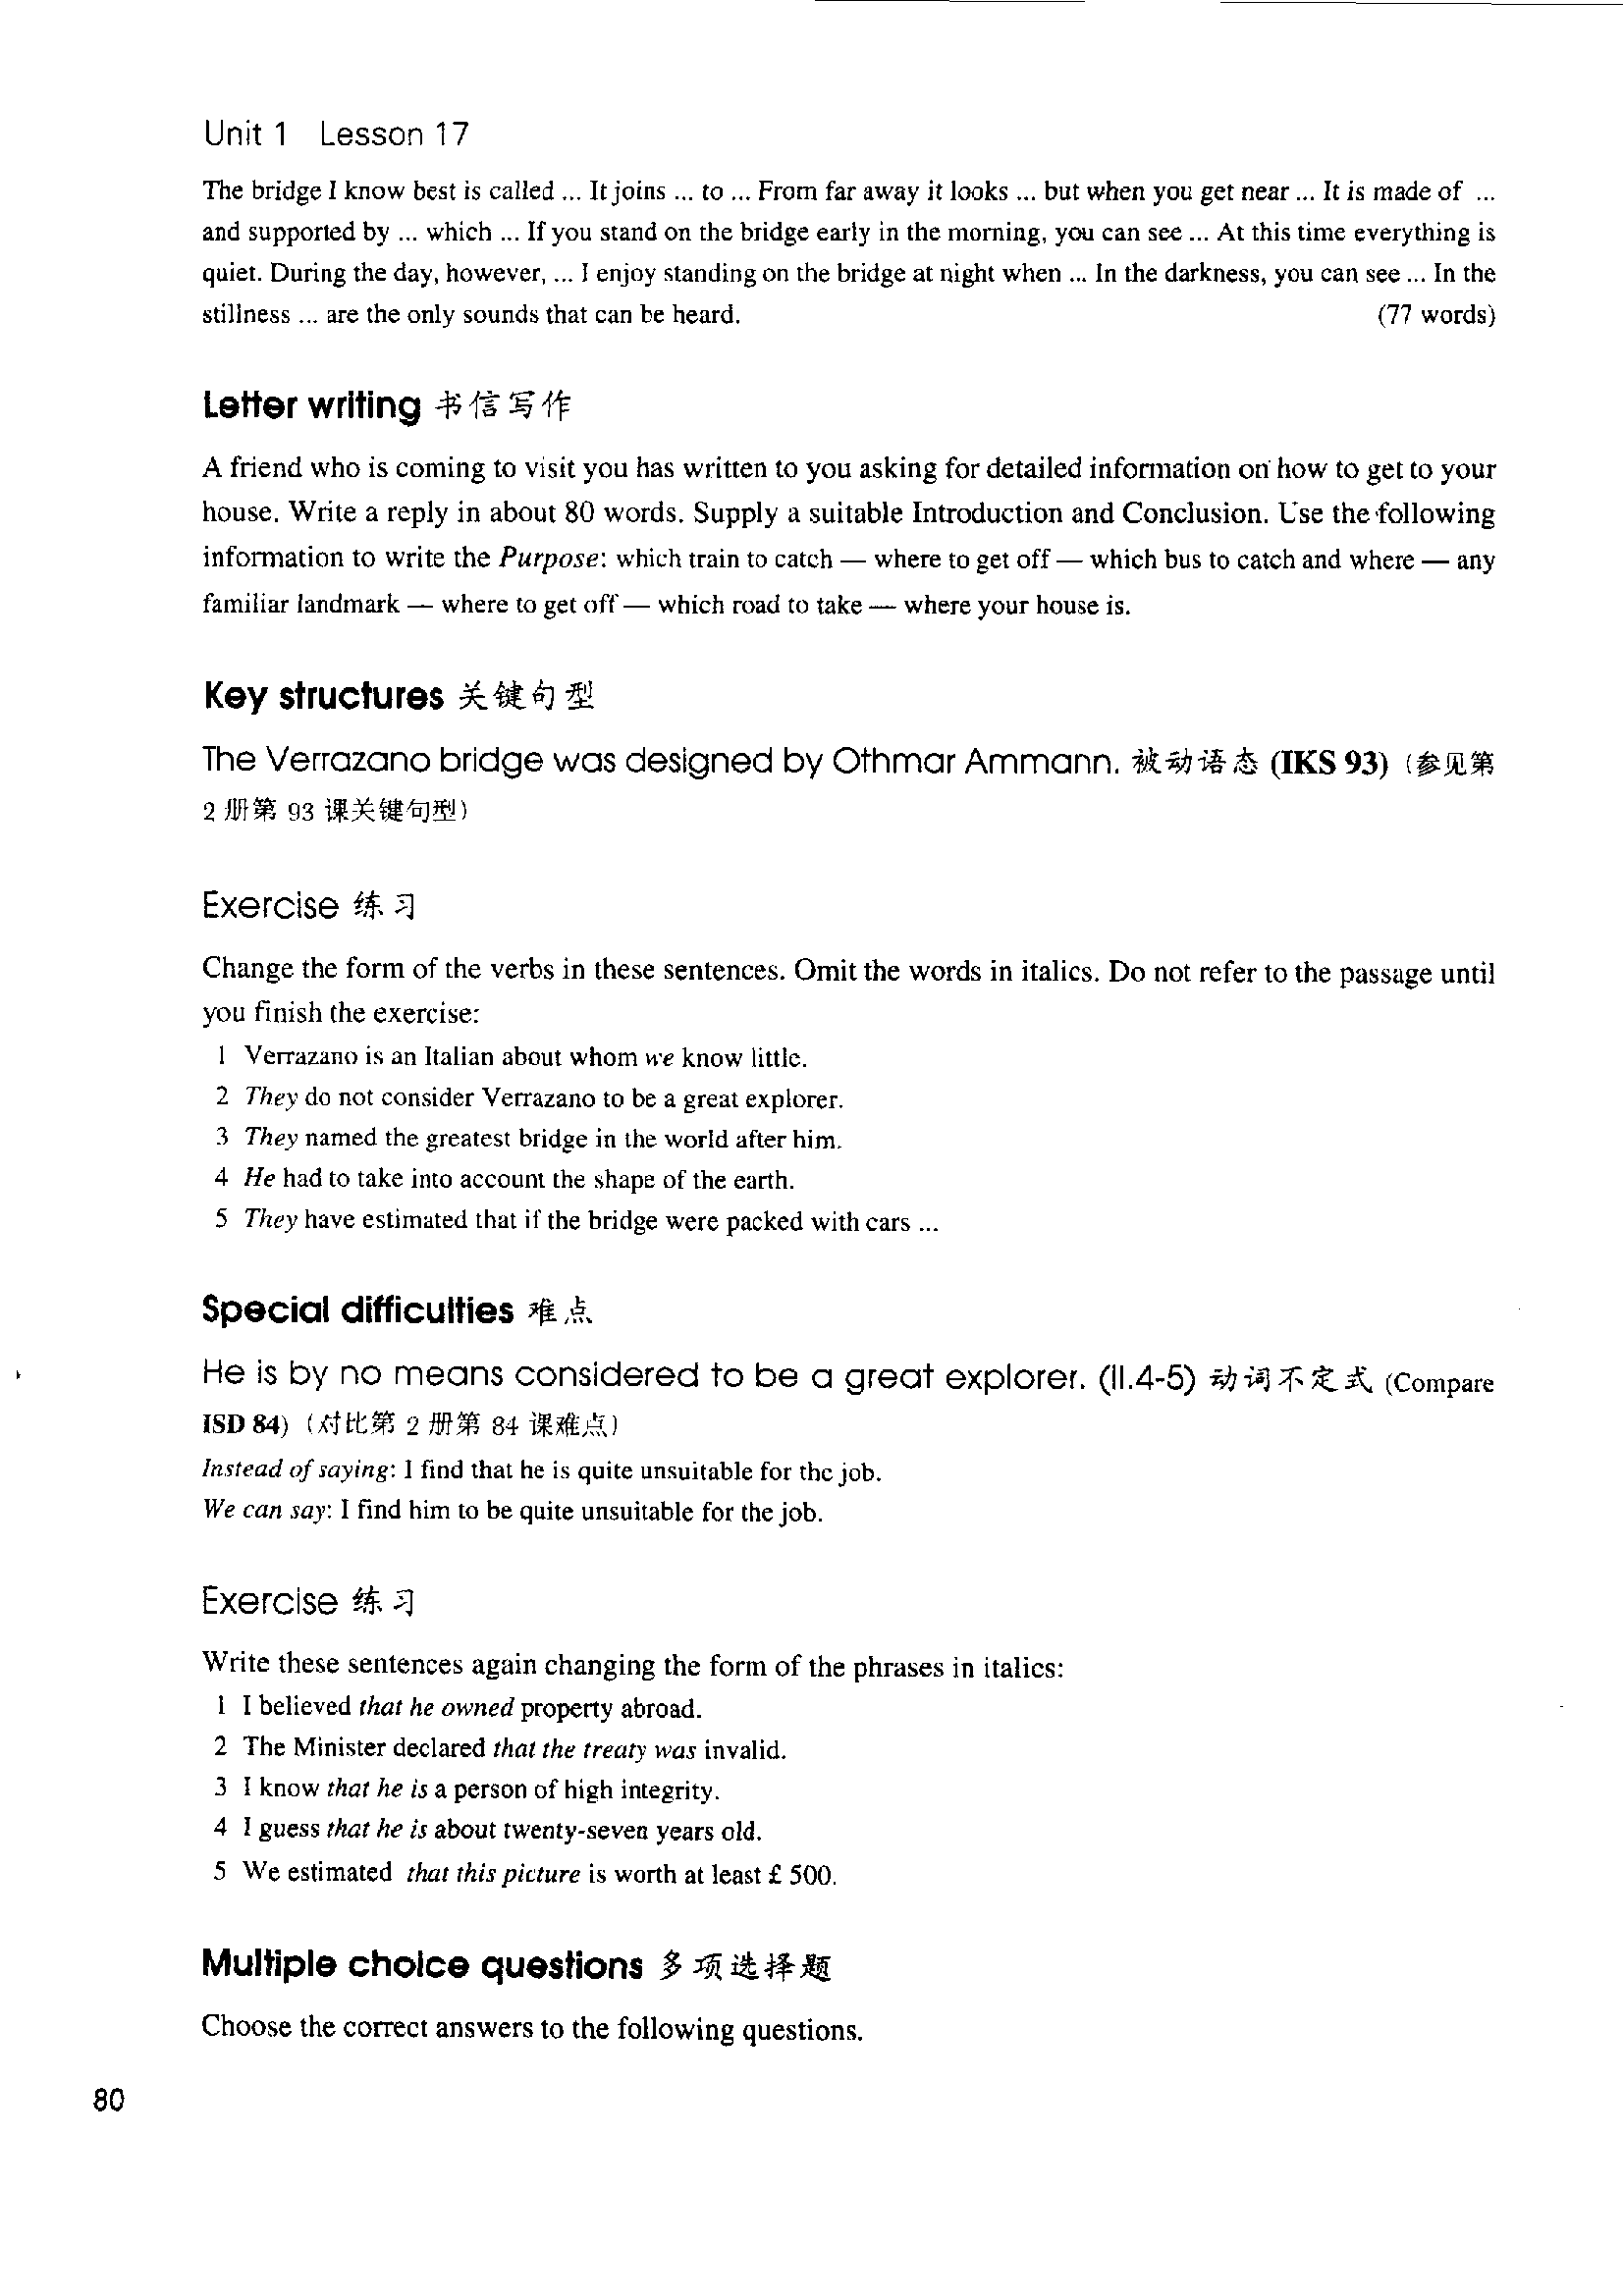 Unit 1 Lesson 17
The bridge I know best is called ... It joins ... to ... From far away it looks ... but when you get near ... It is made of ...
and supported by ... which ... If you stand on the bridge early in the morning, you can see ... At this time everything is
quiet. During the day, however, ... I enjoy standing on the bridge at night when ... In the darkness, you can see ... In the
stillness ... are the only sounds that can be heard. (77 words)
Letter writing 书信写作
A friend who is coming to visit you has written to you asking for detailed information on how to get to your
house. Write a reply in about 80 words. Supply a suitable Introduction and Conclusion. Use the following
information to write the Purpose: which train to catch — where to get off — which bus to catch and where — any
familiar landmark — where to get off — which road to take — where your house is.
Key structures 关键句型
The Verrazano bridge was designed by Othmar Ammann. 被动语态 (IKS 93) (参见第
2 册第 93 课关键句型)
Exercise 练习
Change the form of the verbs in these sentences. Omit the words in italics. Do not refer to the passage until
you finish the exercise:
1 Verrazano is an Italian about whom we know little.
2 They do not consider Verrazano to be a great explorer.
3 They named the greatest bridge in the world after him.
4 He had to take into account the shape of the earth.
5 They have estimated that if the bridge were packed with cars ...
Special difficulties 难点
He is by no means considered to be a great explorer. (ll.4-5) 动词不定式 (Compare
ISD 84) (对比第 2 册第 84 课难点)
Instead of saying: I find that he is quite unsuitable for the job.
We can say: I find him to be quite unsuitable for the job.
Exercise 练习
Write these sentences again changing the form of the phrases in italics:
1 I believed that he owned property abroad.
2 The Minister declared that the treaty was invalid.
3 I know that he is a person of high integrity.
4 I guess that he is about twenty-seven years old.
5 We estimated that this picture is worth at least £ 500.
Multiple choice questions 多项选择题
Choose the correct answers to the following questions.
80